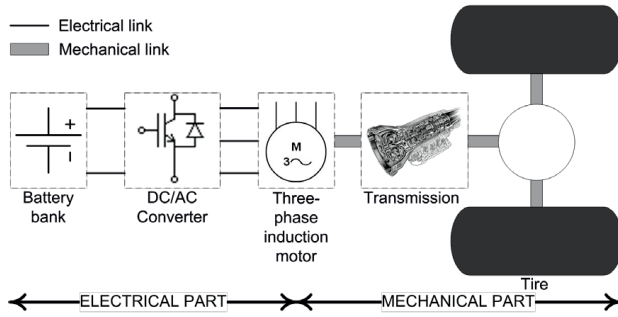 Electrical link
Mechanical link
+
M
3
Battery
bank
DC/AC
Converter
Three-
phase
induction
motor
Transmission
Tire
ELECTRICAL PART
MECHANICAL PART